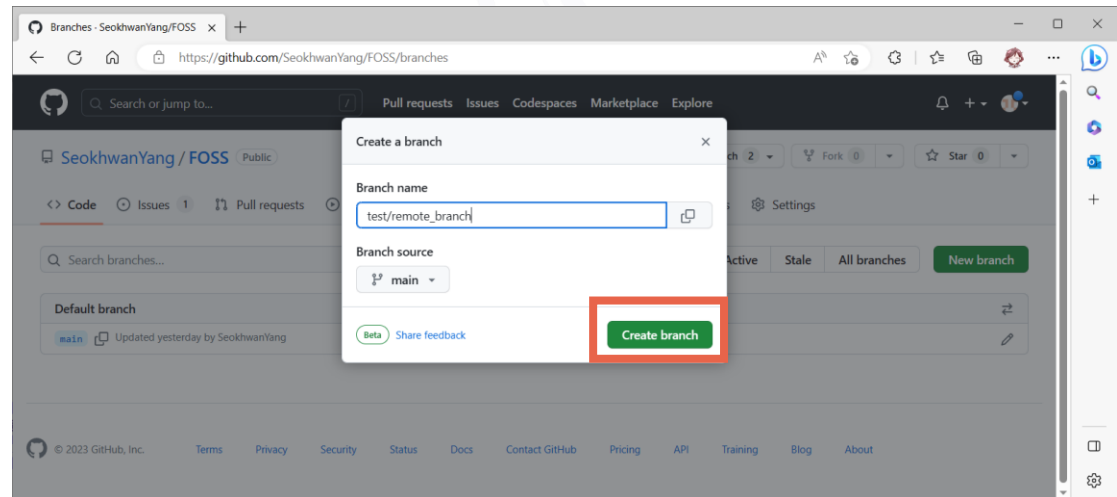 Branches - SeokhwanYang/FOSS
https://github.com/SeokhwanYang/FOSS/branches
Search or jump to...
/
Pull requests Issues Codespaces Marketplace Explore
SeokhwanYang / FOSS Public
ch 2
Fork 0
Star 0
Code
Issues 1
Pull requests
Settings
Search branches...
Active Stale All branches
New branch
Default branch
main Updated yesterday by SeokhwanYang
Create a branch
Branch name
test/remote_branch
Branch source
main
Beta Share feedback
Create branch
© 2023 GitHub, Inc. Terms Privacy Security Status Docs Contact GitHub Pricing API Training Blog About